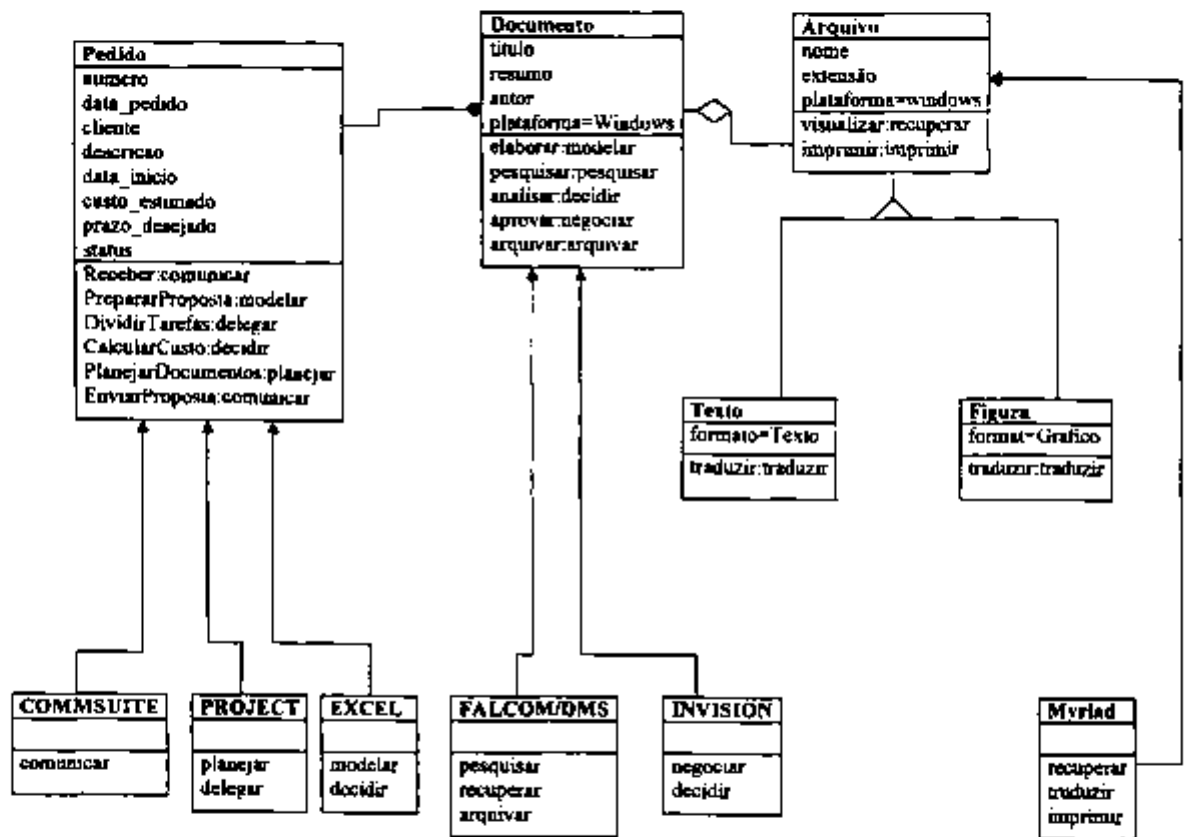 Pedido
numero
data_pedido
cliente
descricao
data_inicio
custo_estimado
prazo_desejado
status
Receber:comunicar
PrepararProposta:modelar
DividirTarefas:delegar
CalcularCusto:decidir
PlanejarDocumentos:planejar
EnviarProposta:comunicar
Documento
titulo
resumo
autor
plataforma=Windows
elaborar:modelar
pesquisar:pesquisar
analisar:decidir
aprovar:negociar
arquivar:arquivar
Arquivo
nome
extensão
plataforma=windows
visualizar:recuperar
imprimir:imprimir
Texto
formato=Texto
traduzir:traduzir
Figura
format=Grafico
traduzir:traduzir
COMMSUITE
comunicar
PROJECT
planejar
delegar
EXCEL
modelar
decidir
FALCOM/DMS
pesquisar
recuperar
arquivar
INVISION
negociar
decidir
Myriad
recuperar
traduzir
imprimir